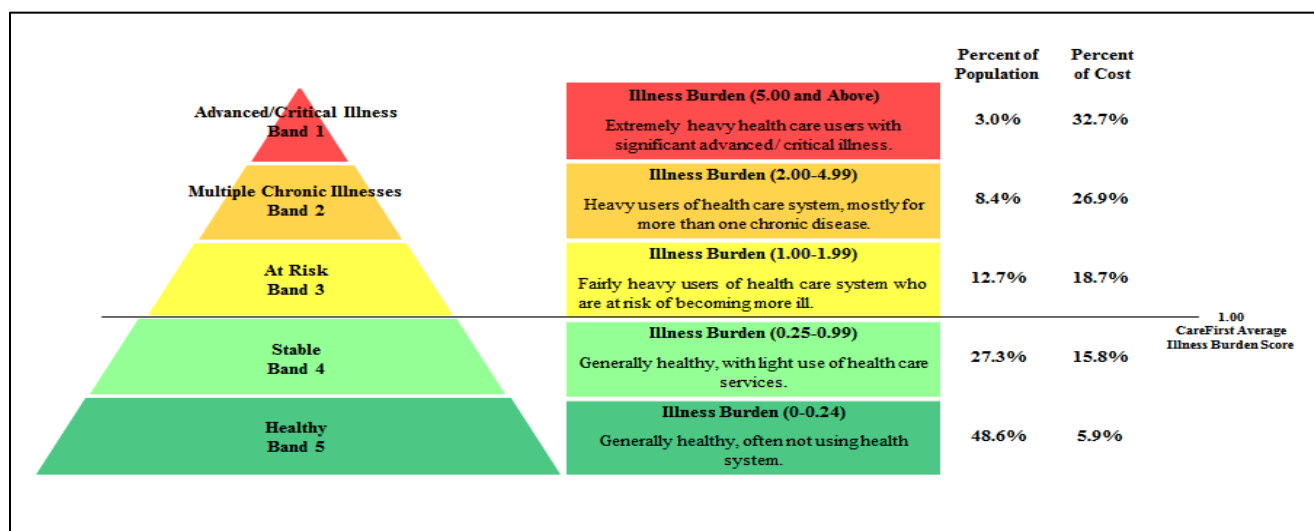 Percent of Percent
Population of Cost
Advanced/Critical Illness
Band 1
Illness Burden (5.00 and Above)
Extremely heavy health care users with
significant advanced / critical illness.
3.0% 32.7%
Multiple Chronic Illnesses
Band 2
Illness Burden (2.00-4.99)
Heavy users of health care system, mostly for
more than one chronic disease.
8.4% 26.9%
At Risk
Band 3
Illness Burden (1.00-1.99)
Fairly heavy users of health care system who
are at risk of becoming more ill.
12.7% 18.7%
1.00
CareFirst Average
Illness Burden Score
Stable
Band 4
Illness Burden (0.25-0.99)
Generally healthy, with light use of health care
services.
27.3% 15.8%
Healthy
Band 5
Illness Burden (0-0.24)
Generally healthy, often not using health
system.
48.6% 5.9%